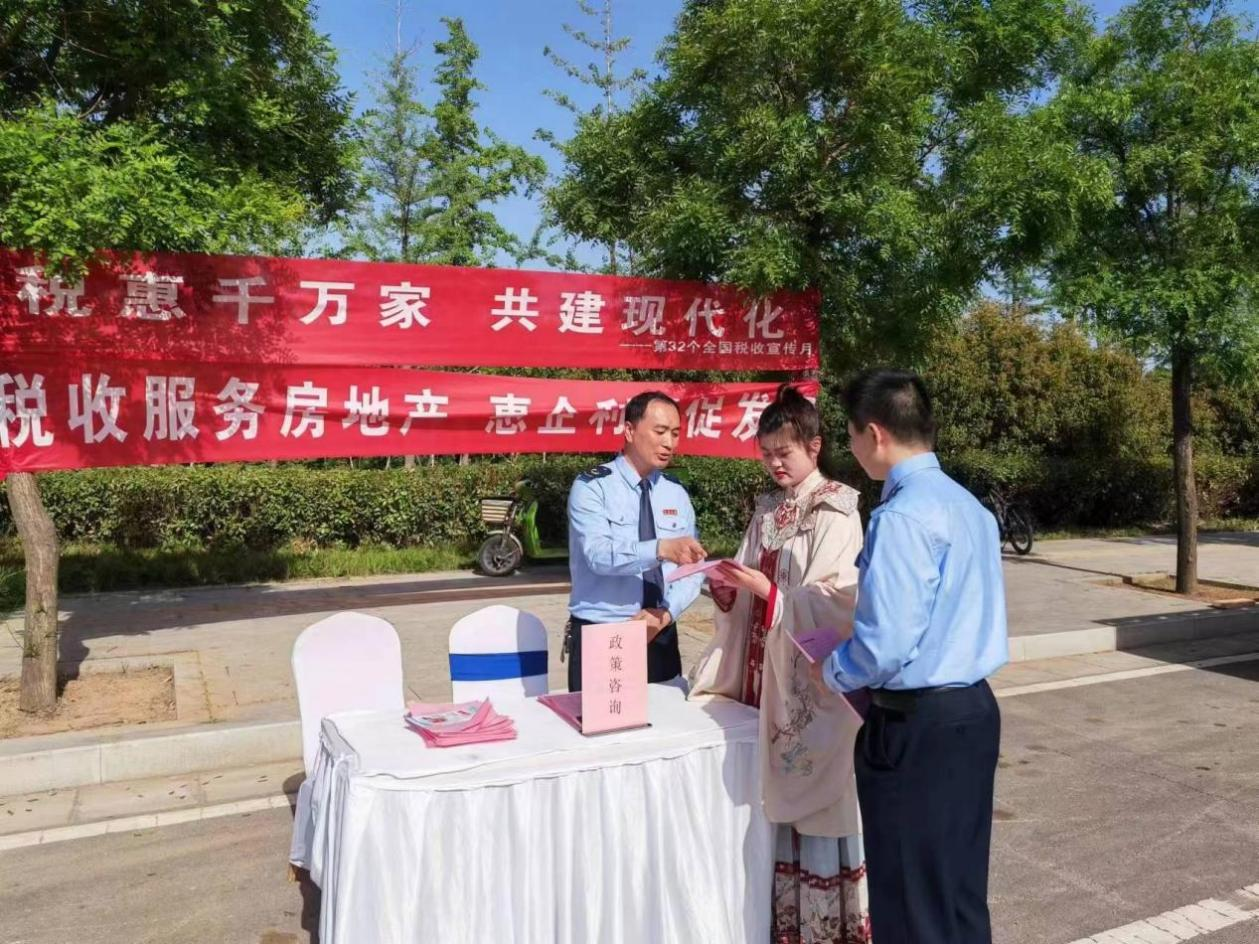 税惠千万家 共建现代化
——第32个全国税收宣传月
税收服务房地产 惠企利 促发
政策咨询